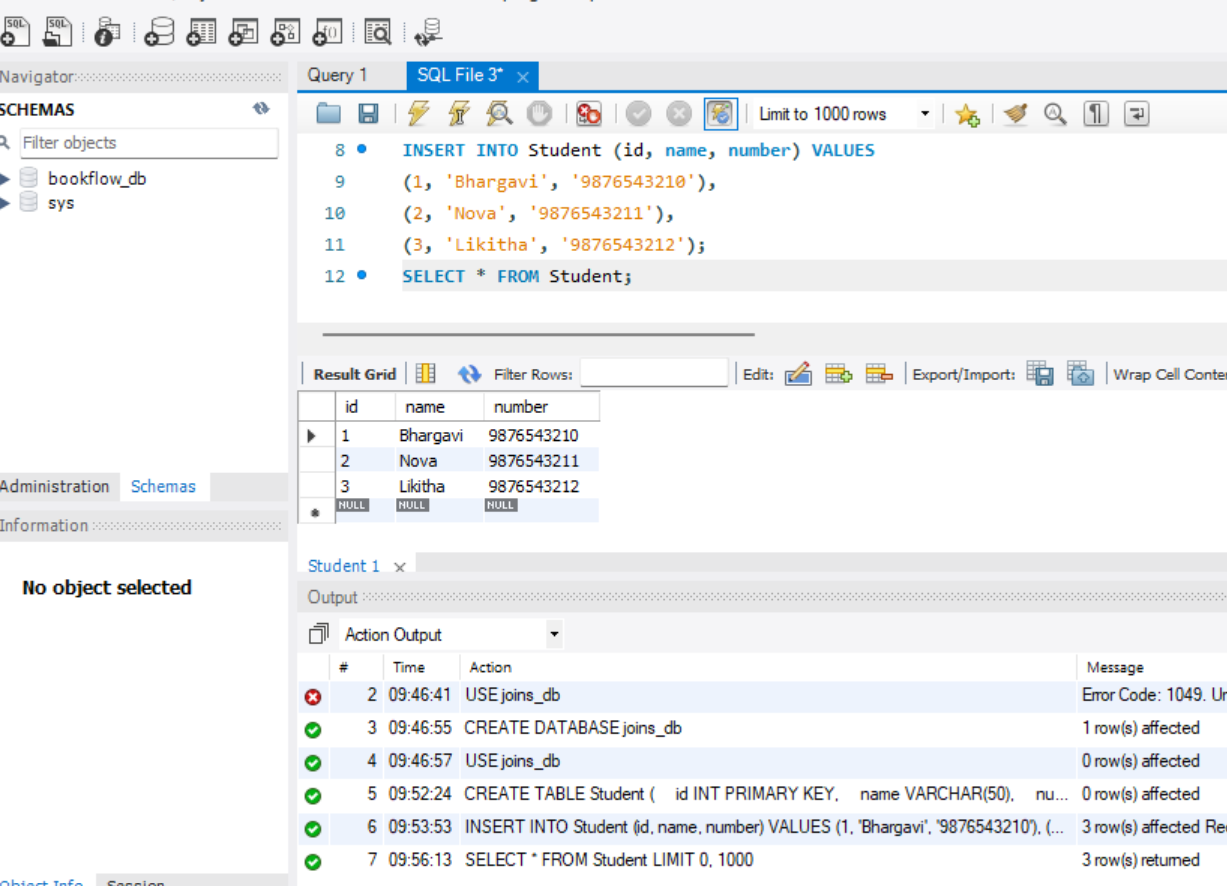 SQL
SQL
Navigator
SCHEMAS
Filter objects
bookflow_db
sys
Administration Schemas
Information
No object selected
Object Info Session
Query 1 SQL File 3*
Limit to 1000 rows
8 INSERT INTO Student (id, name, number) VALUES
9 (1, 'Bhargavi', '9876543210'),
10 (2, 'Nova', '9876543211'),
11 (3, 'Likitha', '9876543212');
12 SELECT * FROM Student;
Result Grid Filter Rows: Edit: Export/Import: Wrap Cell Conte
id name number
1 Bhargavi 9876543210
2 Nova 9876543211
3 Likitha 9876543212
NULL NULL NULL
Student 1
Output
Action Output
# Time Action Message
2 09:46:41 USE joins_db Error Code: 1049. Un
3 09:46:55 CREATE DATABASE joins_db 1 row(s) affected
4 09:46:57 USE joins_db 0 row(s) affected
5 09:52:24 CREATE TABLE Student ( id INT PRIMARY KEY, name VARCHAR(50), nu... 0 row(s) affected
6 09:53:53 INSERT INTO Student (id, name, number) VALUES (1, 'Bhargavi', '9876543210'), (... 3 row(s) affected Re
7 09:56:13 SELECT * FROM Student LIMIT 0, 1000 3 row(s) returned